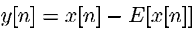 y[n] = x[n] − E[x[n]]